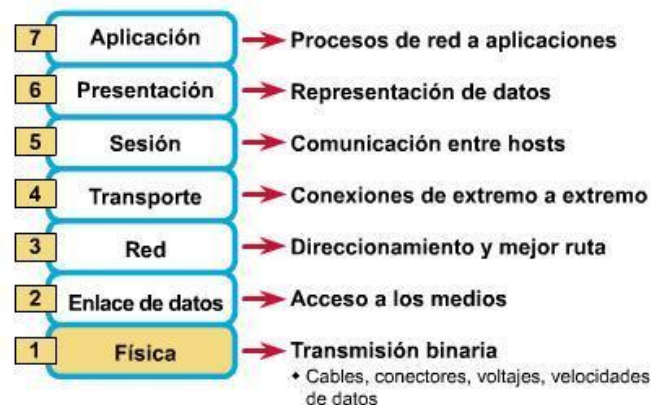 7 Aplicación Procesos de red a aplicaciones
6 Presentación Representación de datos
5 Sesión Comunicación entre hosts
4 Transporte Conexiones de extremo a extremo
3 Red Direccionamiento y mejor ruta
2 Enlace de datos Acceso a los medios
1 Física Transmisión binaria
• Cables, conectores, voltajes, velocidades
de datos